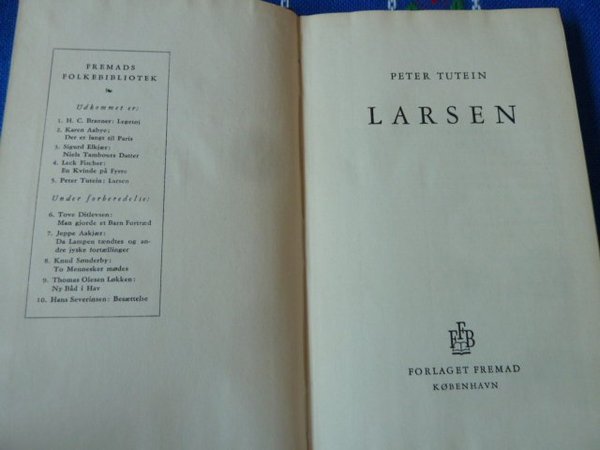 FREMADS
FOLKEBIBLIOTEK
Udkommet er:
1. H. C. Branner: Legetøj
2. Karen Aabye:
Der er langt til Paris
3. Sigurd Elkjær:
Niels Tambours Datter
4. Leck Fischer:
En Kvinde på Fyrre
5. Peter Tutein: Larsen
Under forberedelse:
6. Tove Ditlevsen:
Man gjorde et Barn Fortræd
7. Jeppe Aakjær:
Da Lampen tændtes og an-
dre jyske fortællinger
8. Knud Sønderby:
To Mennesker mødes
9. Thomas Olesen Løkken:
Ny Båd i Hav
10. Hans Severinsen: Besættelse
PETER TUTEIN
LARSEN
FFB
FORLAGET FREMAD
KØBENHAVN